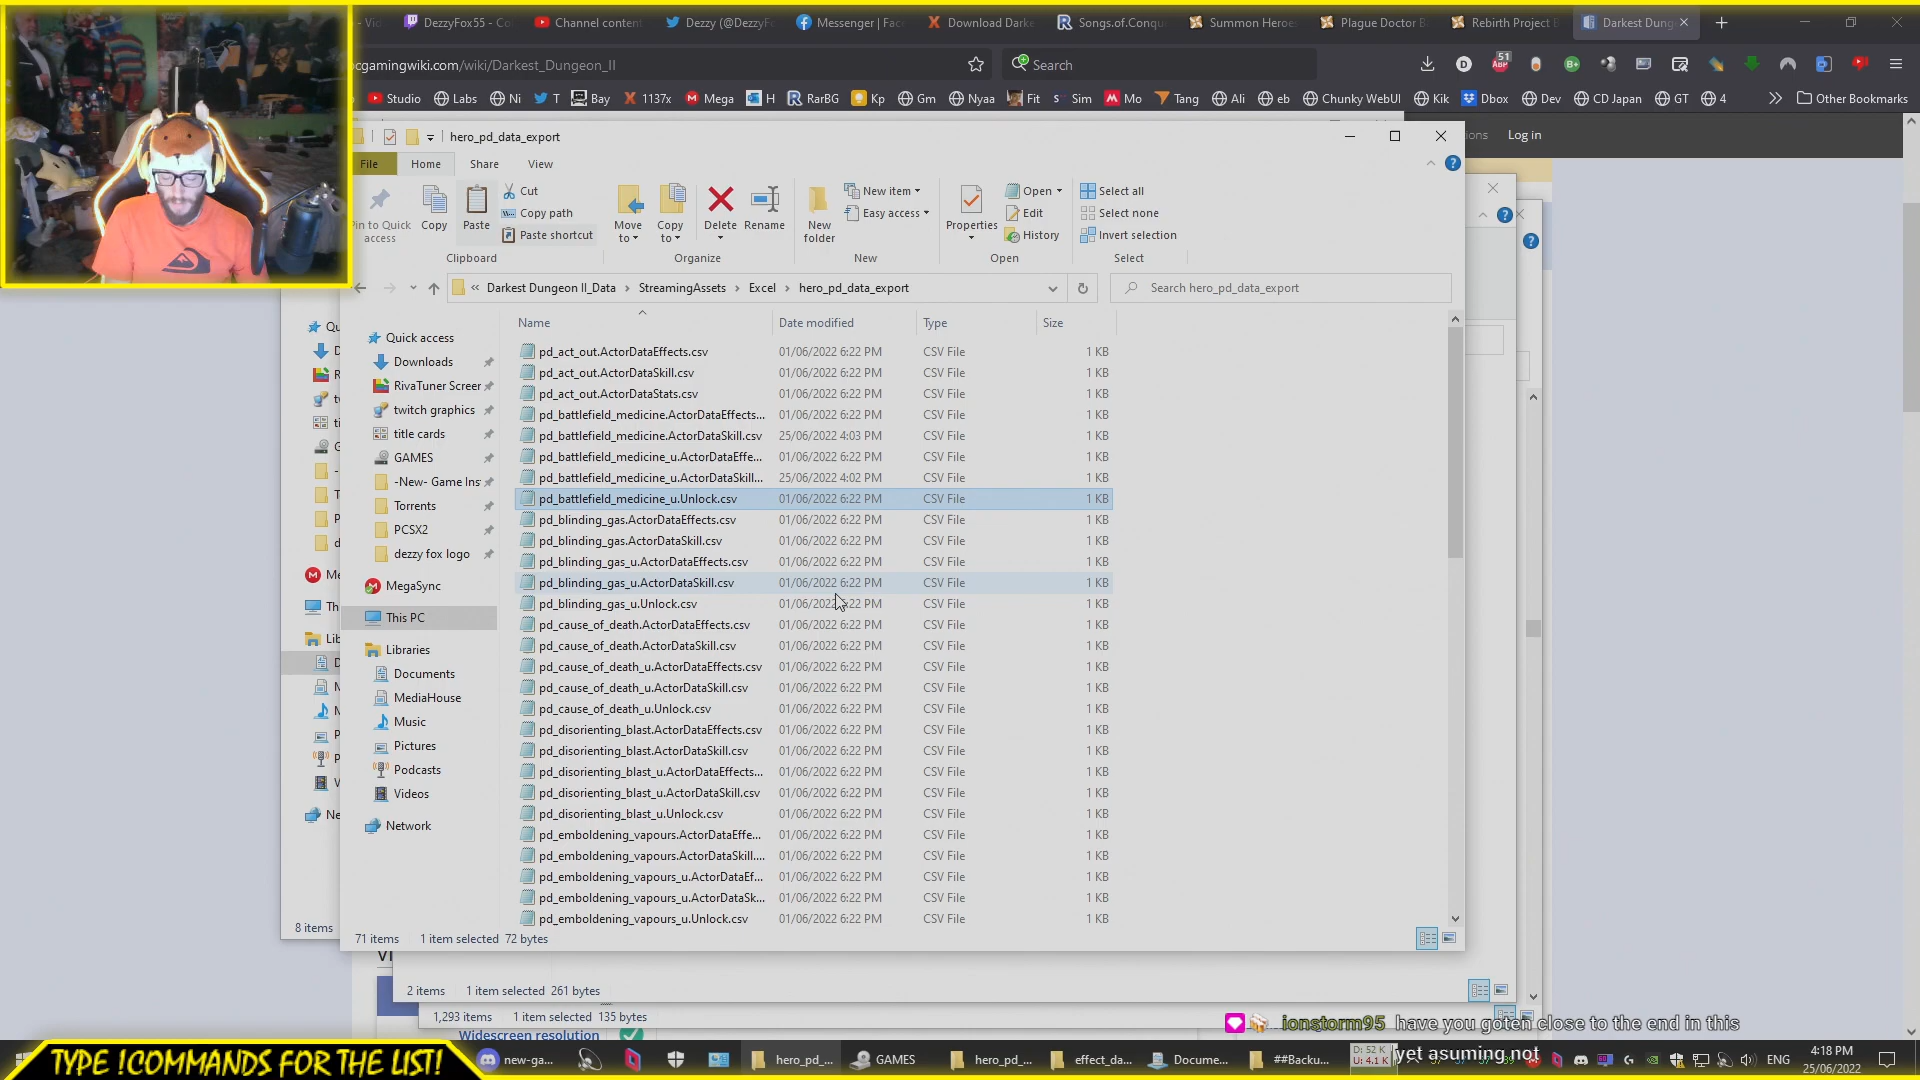 Vio
DezzyFox55 - Co
Channel content
Dezzy (@DezzyFo
Messenger | Face
Download Darke
Songs.of.Conqu
Summon Heroes
Plague Doctor B
Rebirth Project B
Darkest Dung
pcgamingwiki.com/wiki/Darkest_Dungeon_II
Search
51
Studio
Labs
Ni
T
Bay
1137x
Mega
H
RarBG
Kp
Gm
Nyaa
Fit
Sim
Mo
Tang
Ali
eb
Chunky WebUI
Kik
Dbox
Dev
CD Japan
GT
4
Other Bookmarks
hero_pd_data_export
Log in
File
Home
Share
View
Pin to Quick access
Copy
Paste
Cut
Copy path
Paste shortcut
Move to
Copy to
Delete
Rename
New folder
New item
Easy access
Properties
Open
Edit
History
Select all
Select none
Invert selection
Clipboard
Organize
New
Open
Select
« Darkest Dungeon II_Data > StreamingAssets > Excel > hero_pd_data_export
Search hero_pd_data_export
Name
Date modified
Type
Size
Quick access
Downloads
RivaTuner Screer
twitch graphics
title cards
GAMES
-New- Game Ins
Torrents
PCSX2
dezzy fox logo
MegaSync
This PC
Libraries
Documents
MediaHouse
Music
Pictures
Podcasts
Videos
Network
pd_act_out.ActorDataEffects.csv 01/06/2022 6:22 PM CSV File 1 KB
pd_act_out.ActorDataSkill.csv 01/06/2022 6:22 PM CSV File 1 KB
pd_act_out.ActorDataStats.csv 01/06/2022 6:22 PM CSV File 1 KB
pd_battlefield_medicine.ActorDataEffects... 01/06/2022 6:22 PM CSV File 1 KB
pd_battlefield_medicine.ActorDataSkill.csv 25/06/2022 4:03 PM CSV File 1 KB
pd_battlefield_medicine_u.ActorDataEffe... 01/06/2022 6:22 PM CSV File 1 KB
pd_battlefield_medicine_u.ActorDataSkill... 25/06/2022 4:02 PM CSV File 1 KB
pd_battlefield_medicine_u.Unlock.csv 01/06/2022 6:22 PM CSV File 1 KB
pd_blinding_gas.ActorDataEffects.csv 01/06/2022 6:22 PM CSV File 1 KB
pd_blinding_gas.ActorDataSkill.csv 01/06/2022 6:22 PM CSV File 1 KB
pd_blinding_gas_u.ActorDataEffects.csv 01/06/2022 6:22 PM CSV File 1 KB
pd_blinding_gas_u.ActorDataSkill.csv 01/06/2022 6:22 PM CSV File 1 KB
pd_blinding_gas_u.Unlock.csv 01/06/2022 6:22 PM CSV File 1 KB
pd_cause_of_death.ActorDataEffects.csv 01/06/2022 6:22 PM CSV File 1 KB
pd_cause_of_death.ActorDataSkill.csv 01/06/2022 6:22 PM CSV File 1 KB
pd_cause_of_death_u.ActorDataEffects.csv 01/06/2022 6:22 PM CSV File 1 KB
pd_cause_of_death_u.ActorDataSkill.csv 01/06/2022 6:22 PM CSV File 1 KB
pd_cause_of_death_u.Unlock.csv 01/06/2022 6:22 PM CSV File 1 KB
pd_disorienting_blast.ActorDataEffects.csv 01/06/2022 6:22 PM CSV File 1 KB
pd_disorienting_blast.ActorDataSkill.csv 01/06/2022 6:22 PM CSV File 1 KB
pd_disorienting_blast_u.ActorDataEffects... 01/06/2022 6:22 PM CSV File 1 KB
pd_disorienting_blast_u.ActorDataSkill.csv 01/06/2022 6:22 PM CSV File 1 KB
pd_disorienting_blast_u.Unlock.csv 01/06/2022 6:22 PM CSV File 1 KB
pd_emboldening_vapours.ActorDataEffe... 01/06/2022 6:22 PM CSV File 1 KB
pd_emboldening_vapours.ActorDataSkill.... 01/06/2022 6:22 PM CSV File 1 KB
pd_emboldening_vapours_u.ActorDataEf... 01/06/2022 6:22 PM CSV File 1 KB
pd_emboldening_vapours_u.ActorDataSk... 01/06/2022 6:22 PM CSV File 1 KB
pd_emboldening_vapours_u.Unlock.csv 01/06/2022 6:22 PM CSV File 1 KB
8 items
71 items 1 item selected 72 bytes
2 items 1 item selected 261 bytes
1,293 items 1 item selected 135 bytes
Widescreen resolution
ionstorm95 have you goten close to the end in this
yet asuming not
TYPE !COMMANDS FOR THE LIST!
new-ga...
hero_pd_...
GAMES
hero_pd_...
effect_da...
Docume...
##Backu...
D: 52 K
U: 4.1 K
ENG
4:18 PM
25/06/2022